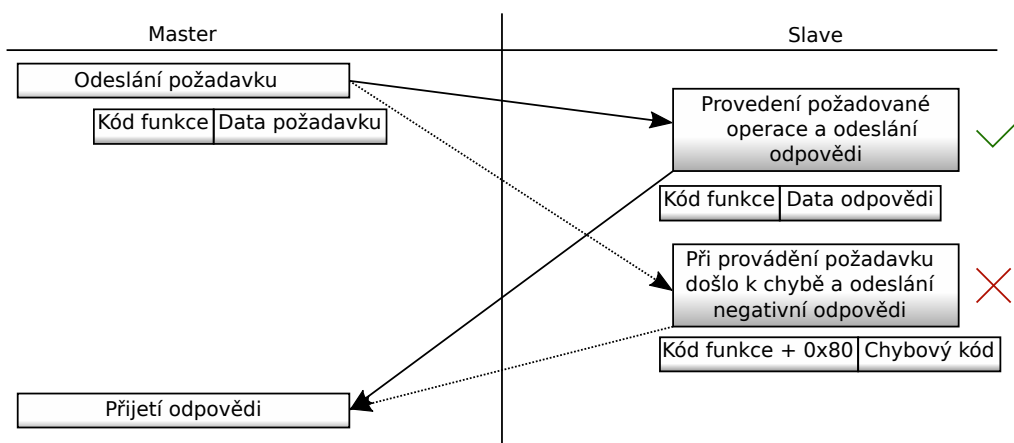 Master
Slave
Odeslání požadavku
Kód funkce
Data požadavku
Provedení požadované
operace a odeslání
odpovědi
Kód funkce
Data odpovědi
Při provádění požadavku
došlo k chybě a odeslání
negativní odpovědi
Kód funkce + 0x80
Chybový kód
Přijetí odpovědi